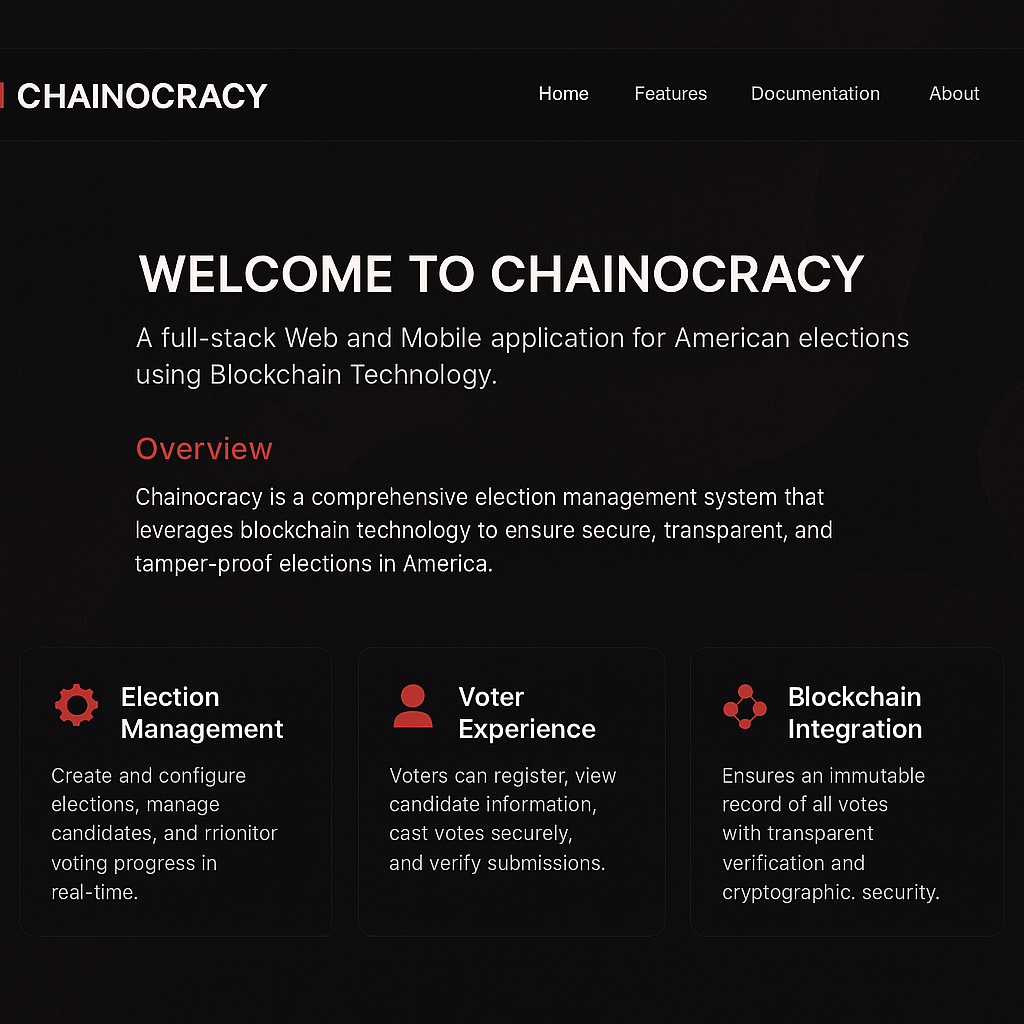 CHAINOCRACY
Home Features Documentation About
WELCOME TO CHAINOCRACY
A full-stack Web and Mobile application for American elections
using Blockchain Technology.
Overview
Chainocracy is a comprehensive election management system that
leverages blockchain technology to ensure secure, transparent, and
tamper-proof elections in America.
Election
Management
Create and configure
elections, manage
candidates, and rrionitor
voting progress in
real-time.
Voter
Experience
Voters can register, view
candidate information,
cast votes securely,
and verify submissions.
Blockchain
Integration
Ensures an immutable
record of all votes
with transparent
verification and
cryptographic. security.